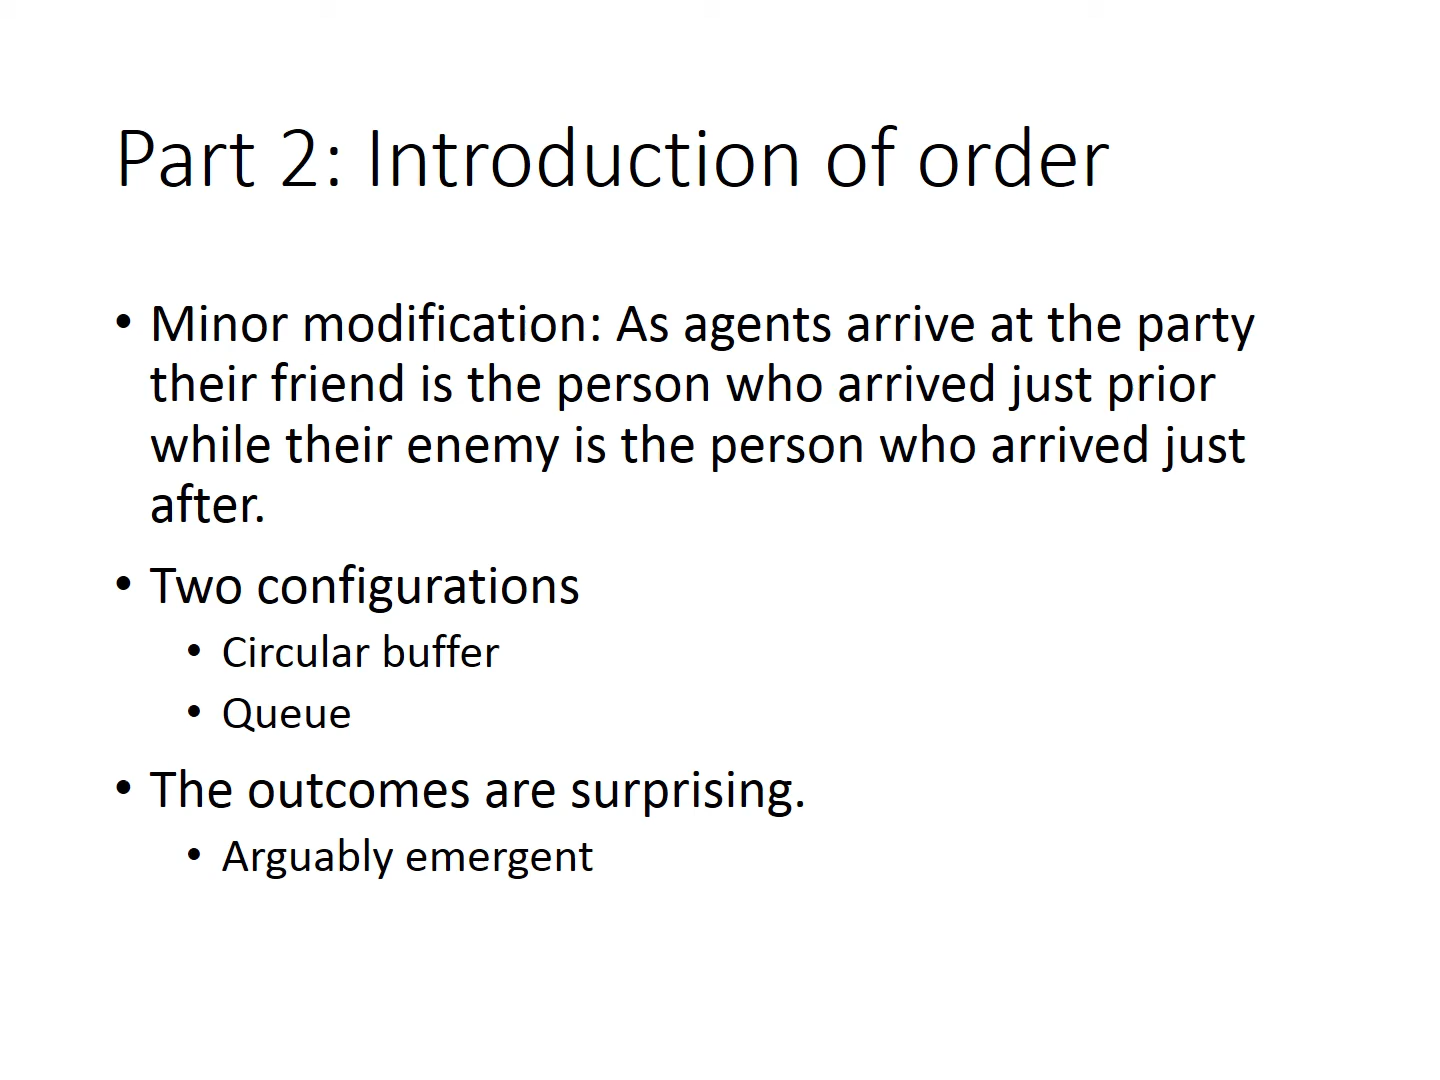 Part 2: Introduction of order
• Minor modification: As agents arrive at the party
their friend is the person who arrived just prior
while their enemy is the person who arrived just
after.
• Two configurations
• Circular buffer
• Queue
• The outcomes are surprising.
• Arguably emergent